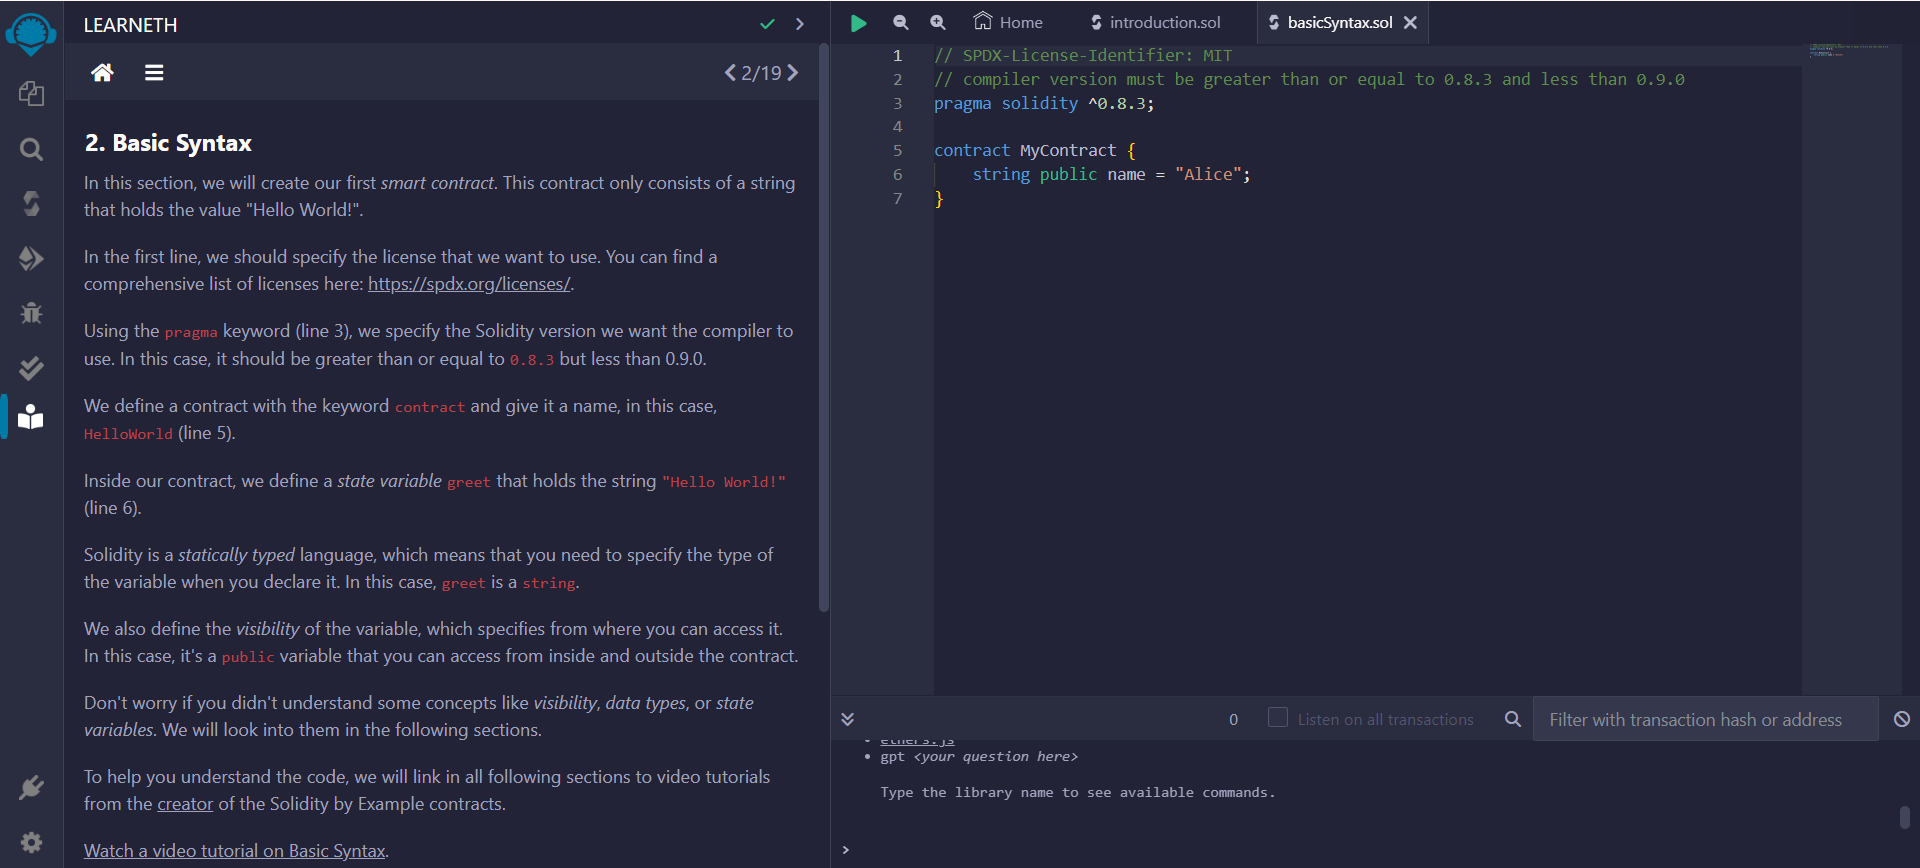 LEARNETH
2/19
2. Basic Syntax
In this section, we will create our first smart contract. This contract only consists of a string
that holds the value "Hello World!".
In the first line, we should specify the license that we want to use. You can find a
comprehensive list of licenses here: https://spdx.org/licenses/.
Using the pragma keyword (line 3), we specify the Solidity version we want the compiler to
use. In this case, it should be greater than or equal to 0.8.3 but less than 0.9.0.
We define a contract with the keyword contract and give it a name, in this case,
HelloWorld (line 5).
Inside our contract, we define a state variable greet that holds the string "Hello World!"
(line 6).
Solidity is a statically typed language, which means that you need to specify the type of
the variable when you declare it. In this case, greet is a string.
We also define the visibility of the variable, which specifies from where you can access it.
In this case, it's a public variable that you can access from inside and outside the contract.
Don't worry if you didn't understand some concepts like visibility, data types, or state
variables. We will look into them in the following sections.
To help you understand the code, we will link in all following sections to video tutorials
from the creator of the Solidity by Example contracts.
Watch a video tutorial on Basic Syntax.
Home introduction.sol basicSyntax.sol
1 // SPDX-License-Identifier: MIT
2 // compiler version must be greater than or equal to 0.8.3 and less than 0.9.0
3 pragma solidity ^0.8.3;
4
5 contract MyContract {
6     string public name = "Alice";
7 }
0 Listen on all transactions Filter with transaction hash or address
• ethers.js
• gpt <your question here>
Type the library name to see available commands.
>